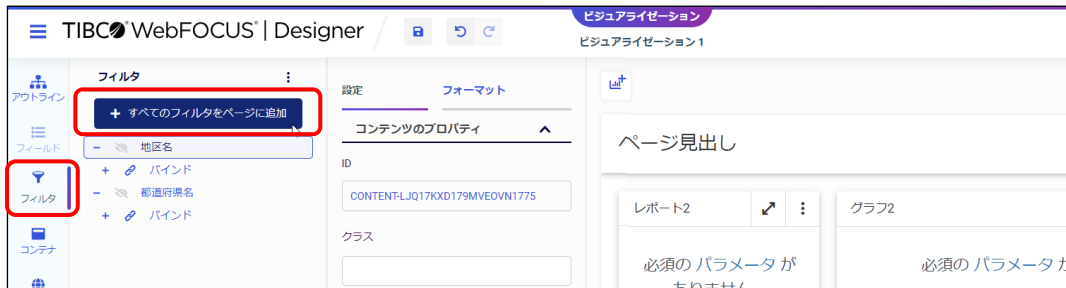 TIBCO WebFOCUS® | Designer
ビジュアライゼーション
ビジュアライゼーション 1
アウトライン
フィールド
フィルタ
コンテナ
フィルタ
+ すべてのフィルタをページに追加
地区名
バインド
都道府県名
バインド
設定
フォーマット
コンテンツのプロパティ
ID
CONTENT-LJQ17KXD179MVEOVN1775
クラス
ページ見出し
レポート2
必須の パラメータ が
ありません
グラフ2
必須の パラメータ